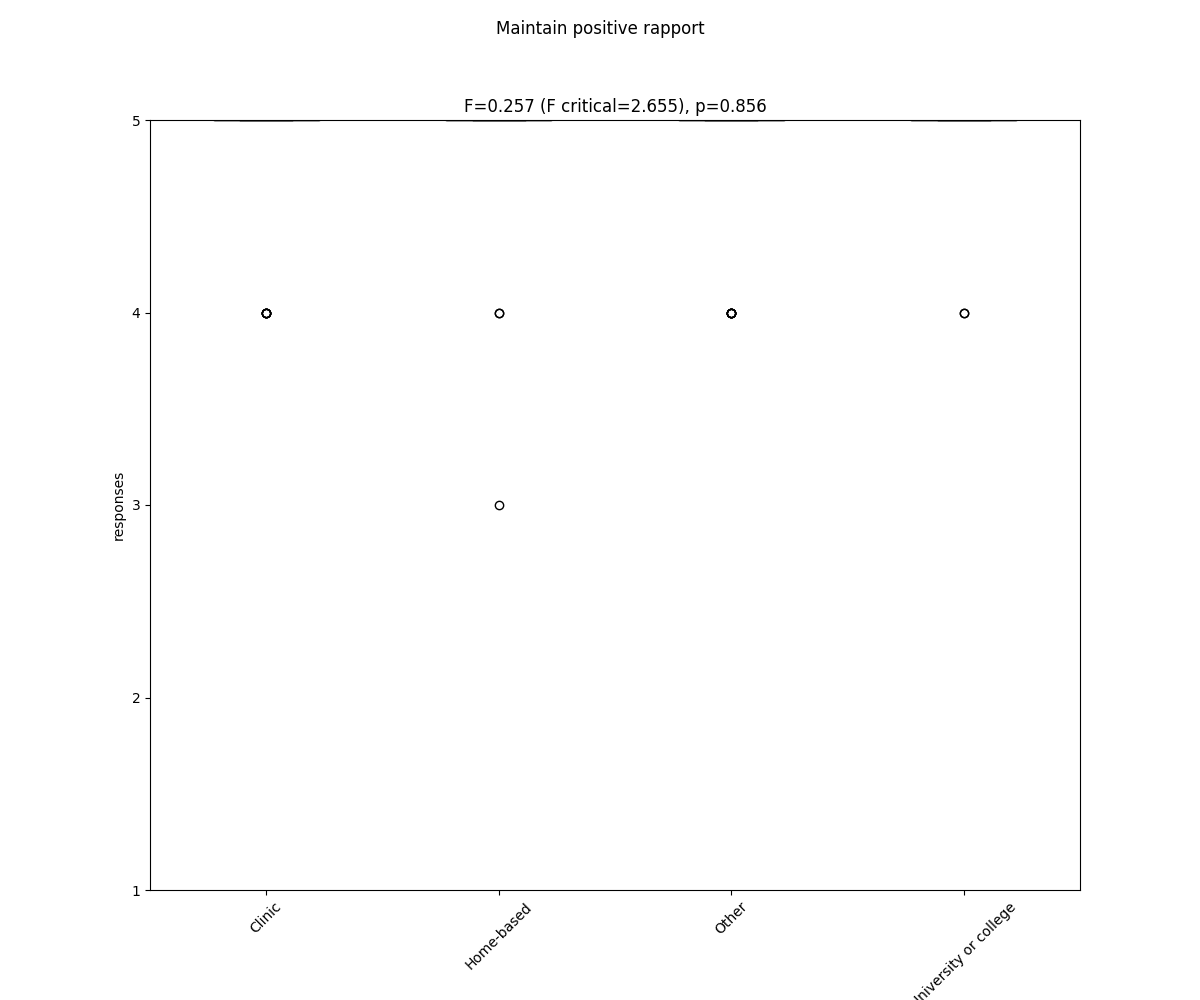 Maintain positive rapport
F=0.257 (F critical=2.655), p=0.856
5
4
3
2
1
responses
Clinic
Home-based
Other
or college